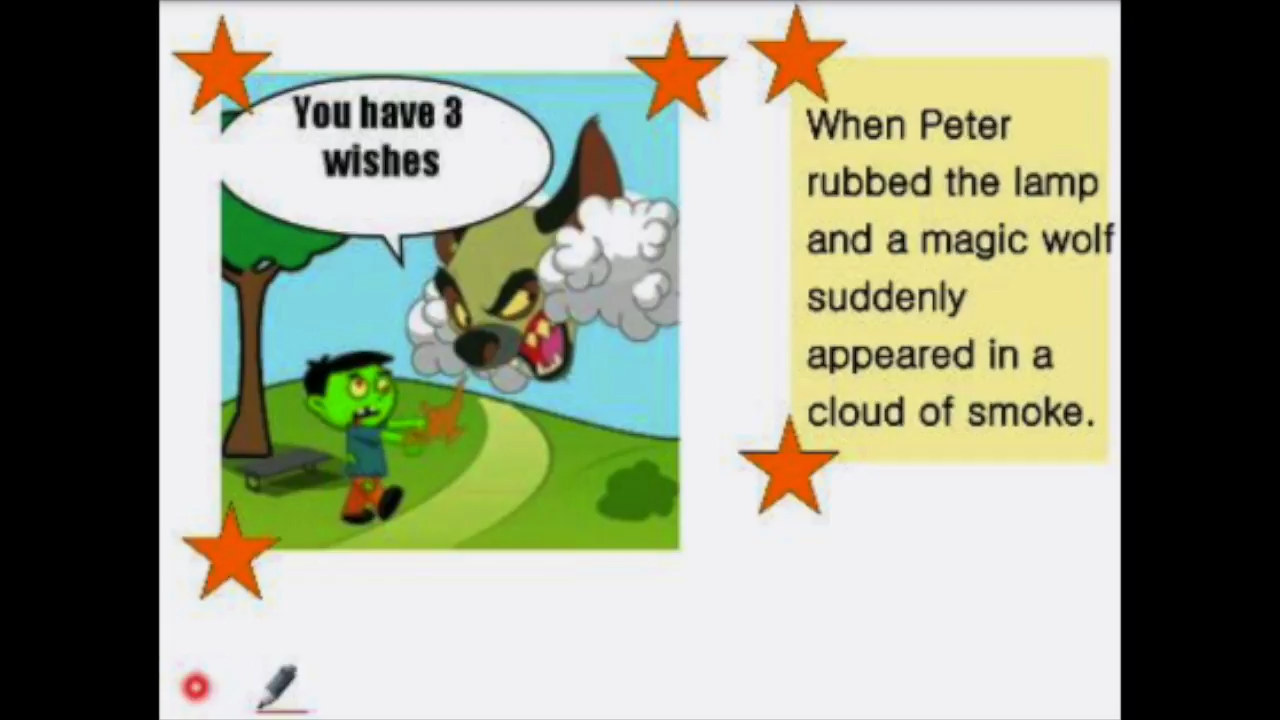 You have 3
wishes
When Peter
rubbed the lamp
and a magic wolf
suddenly
appeared in a
cloud of smoke.